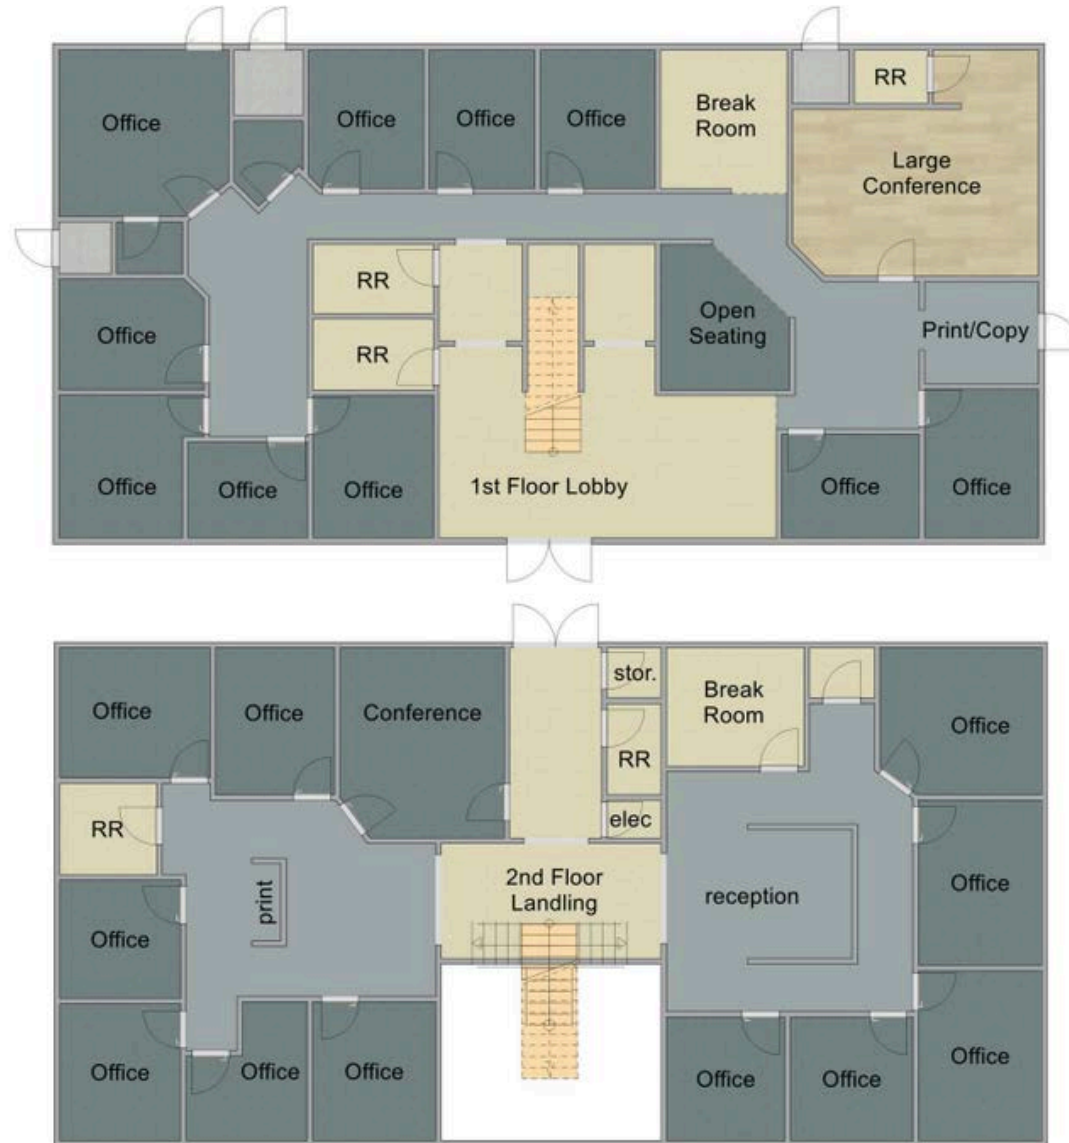 Office
Office
Office
Office
Break
Room
RR
Large
Conference
RR
Office
Open
Seating
Print/Copy
RR
Office
Office
Office
1st Floor Lobby
Office
Office
Office
Office
Conference
stor.
Break
Room
Office
RR
RR
elec
2nd Floor
Landling
print
reception
Office
Office
Office
Office
Office
Office
Office
Office
Office